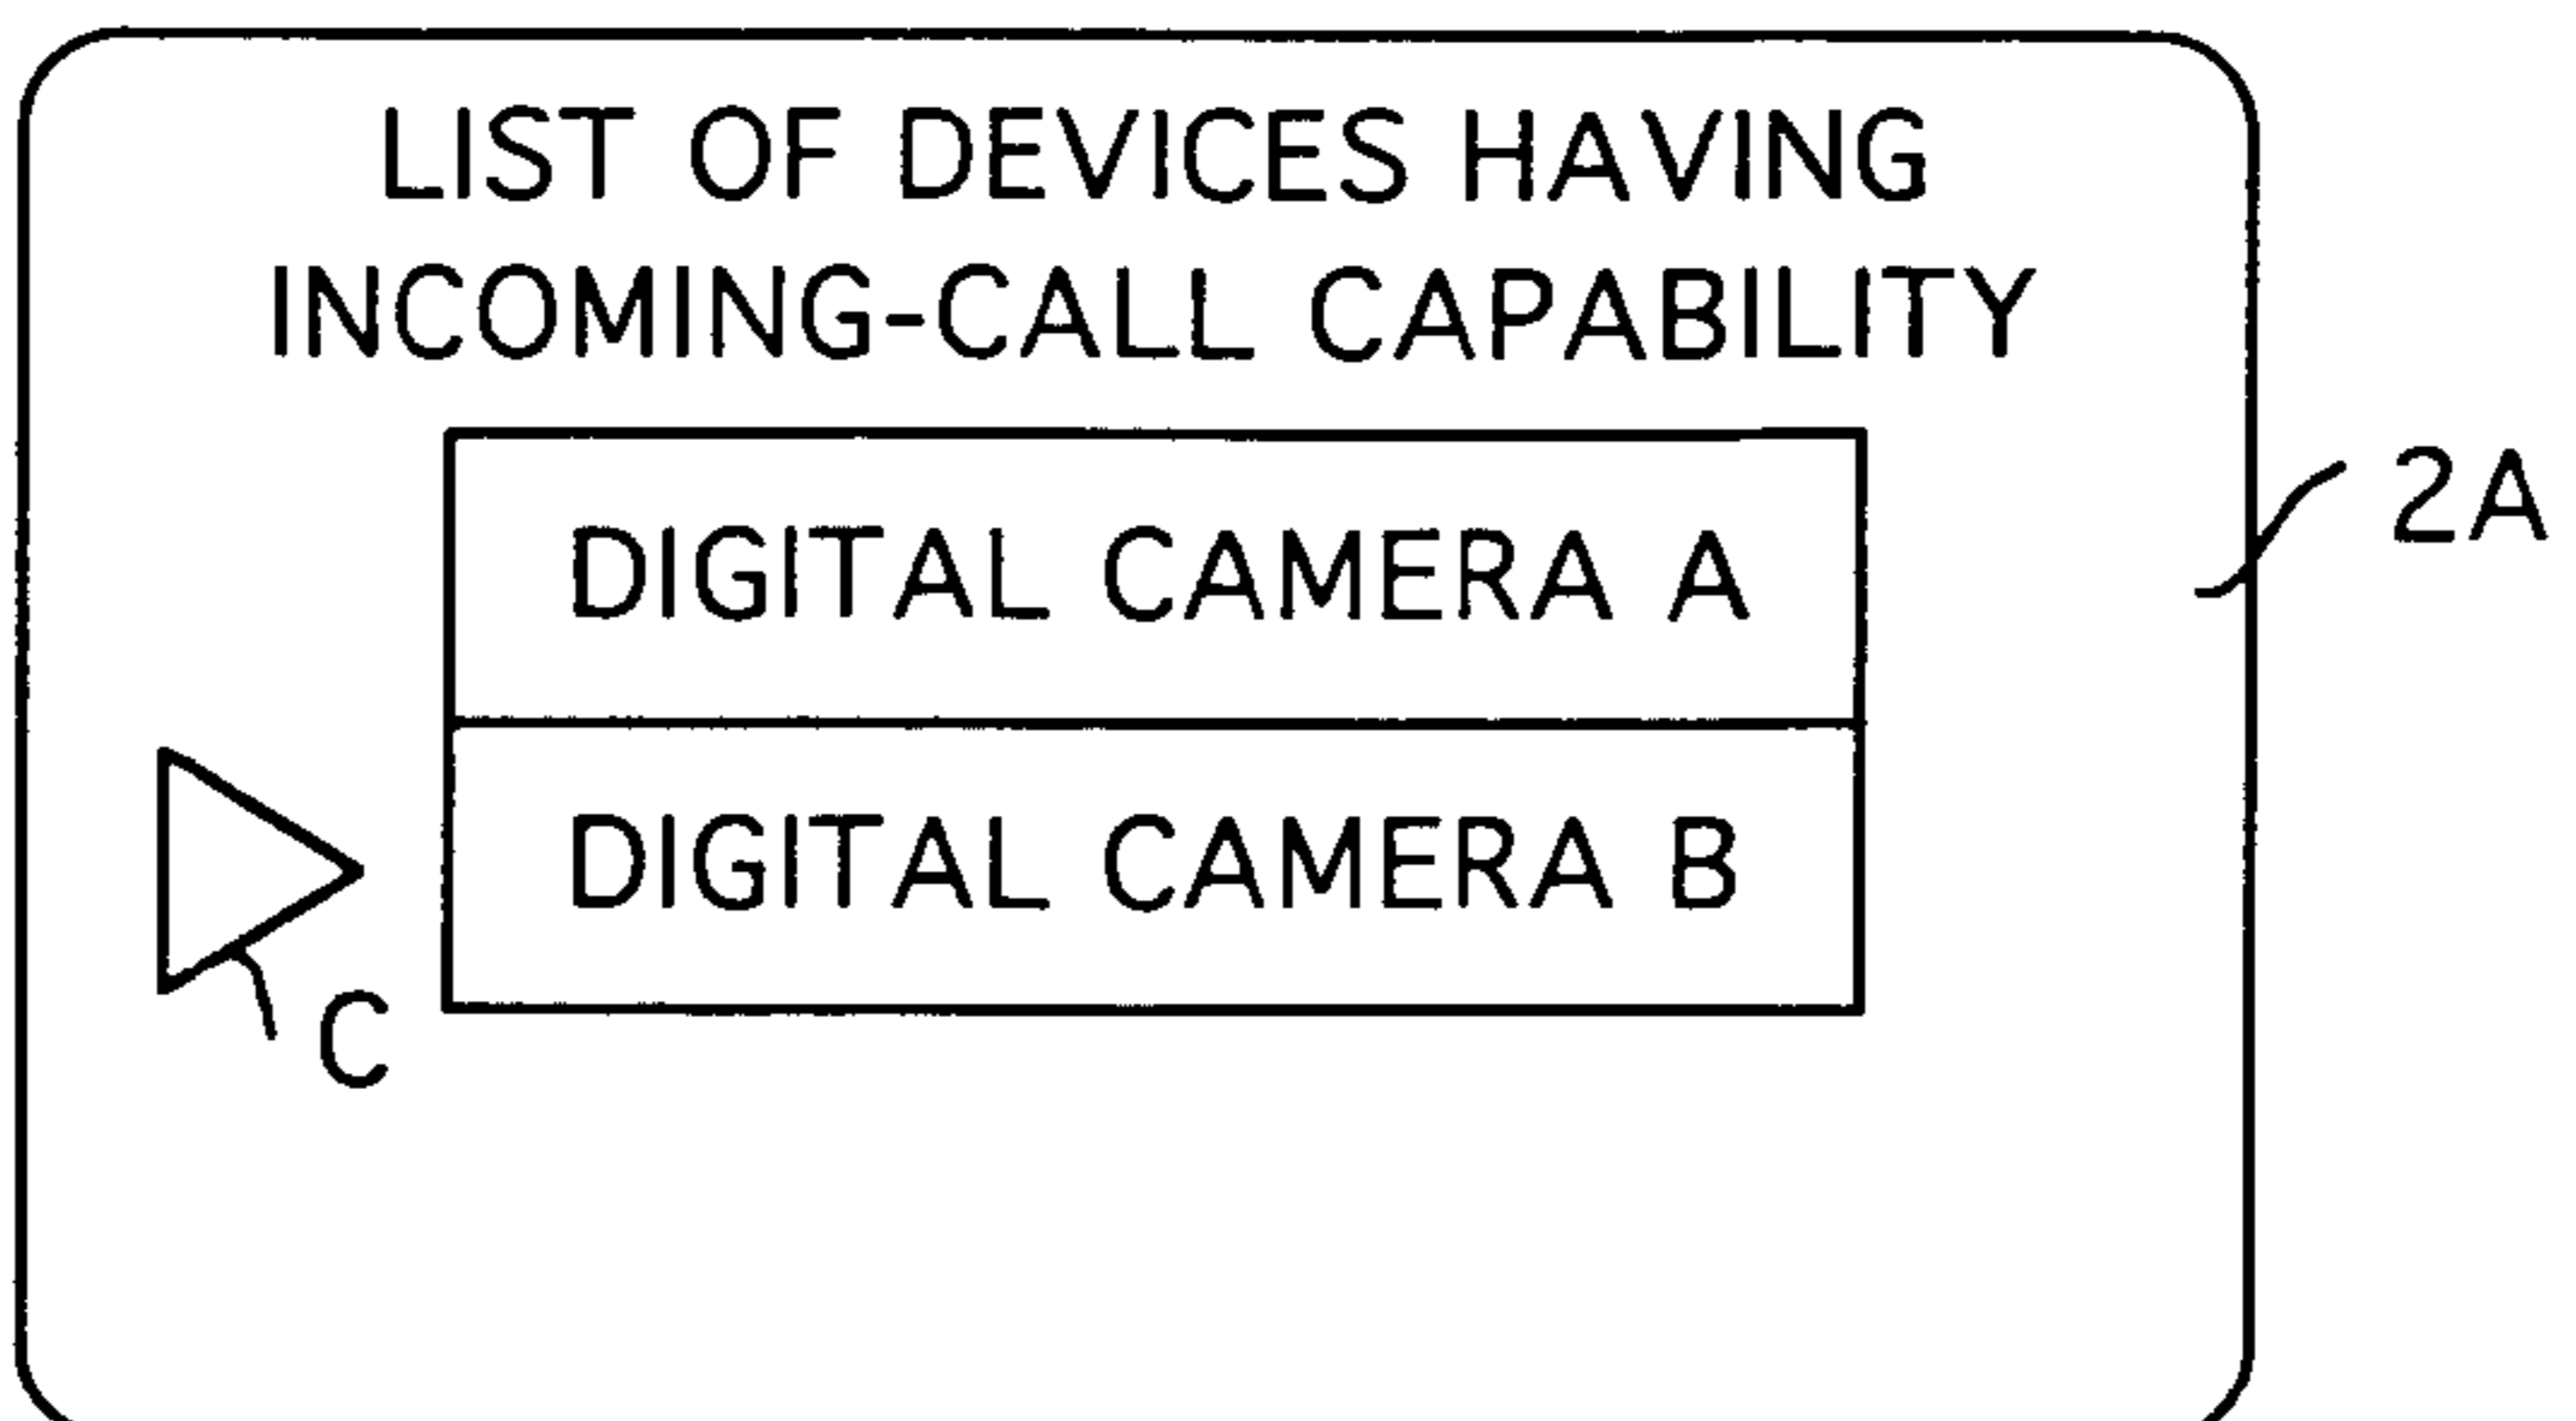 LIST OF DEVICES HAVING
INCOMING-CALL CAPABILITY
2A
DIGITAL CAMERA A
DIGITAL CAMERA B
C